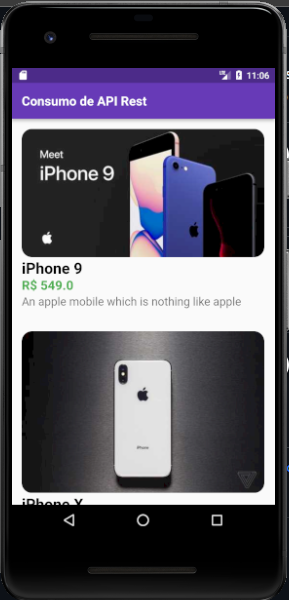 11:06
Consumo de API Rest
Meet
iPhone 9
iPhone 9
R$ 549.0
An apple mobile which is nothing like apple
iPhone
iPhone X